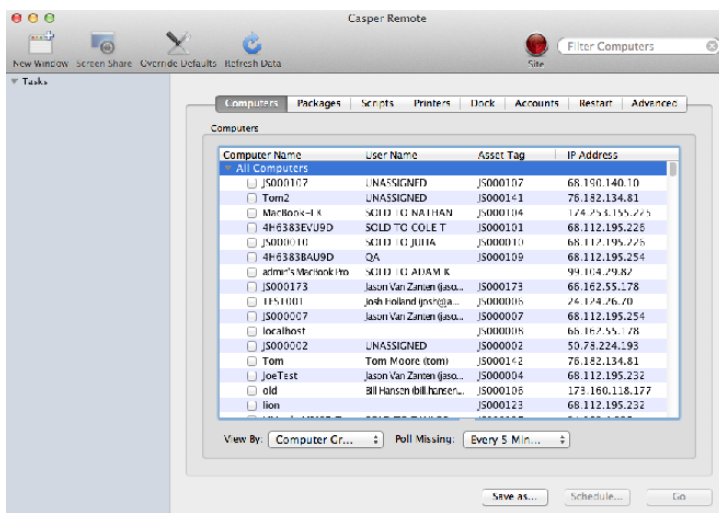 Casper Remote
New Window Screen Share Override Defaults Refresh Data Site Filter Computers
Tasks
Computers Packages Scripts Printers Dock Accounts Restart Advanced
Computers
Computer Name User Name Asset Tag IP Address
All Computers
JS000107 UNASSIGNED JS000107 68.190.140.10
Tom2 UNASSIGNED JS000141 76.182.134.81
MacBook-LK SOLD TO NATHAN JS000104 174.253.155.225
4H6383EVU9D SOLD TO COLE T JS000101 68.112.195.226
JS000010 SOLD TO JULIA JS000010 68.112.195.226
4H6383BAU9D QA JS000109 68.112.195.254
admin's MacBook Pro SOLD TO ADAM K 99.104.29.82
JS000173 Jason Van Zanten (jaso... JS000173 66.162.55.178
TEST001 Josh Holland (josh@a... JS000006 24.124.26.70
JS000007 Jason Van Zanten (jaso... JS000007 68.112.195.254
localhost JS000008 66.162.55.178
JS000002 UNASSIGNED JS000002 50.78.224.193
Tom Tom Moore (tom) JS000142 76.182.134.81
JoeTest Jason Van Zanten (jaso... JS000004 68.112.195.232
old Bill Hansen (bill.hansen... JS000106 173.160.118.177
lion JS000123 68.112.195.232
View By: Computer Gr... Poll Missing: Every 5 Min...
Save as... Schedule... Go